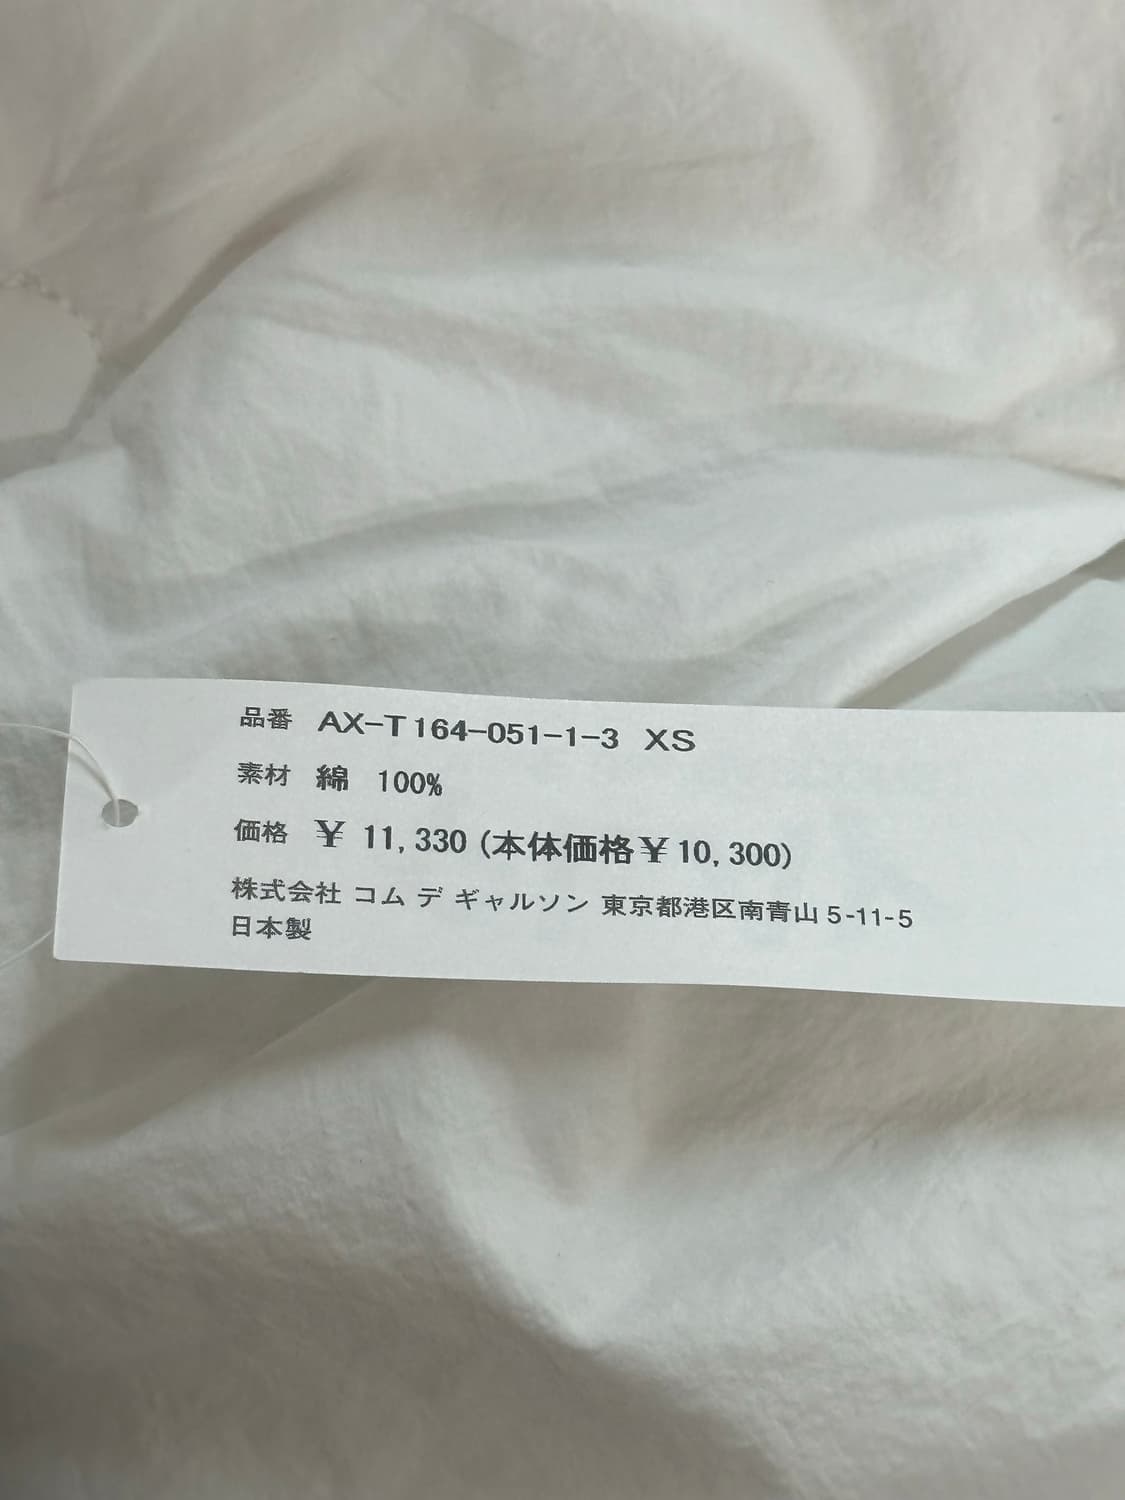 品番 AX-T164-051-1-3 XS
素材 綿 100%
価格 ¥ 11,330 (本体価格¥10,300)
株式会社 コム デ ギャルソン 東京都港区南青山5-11-5
日本製